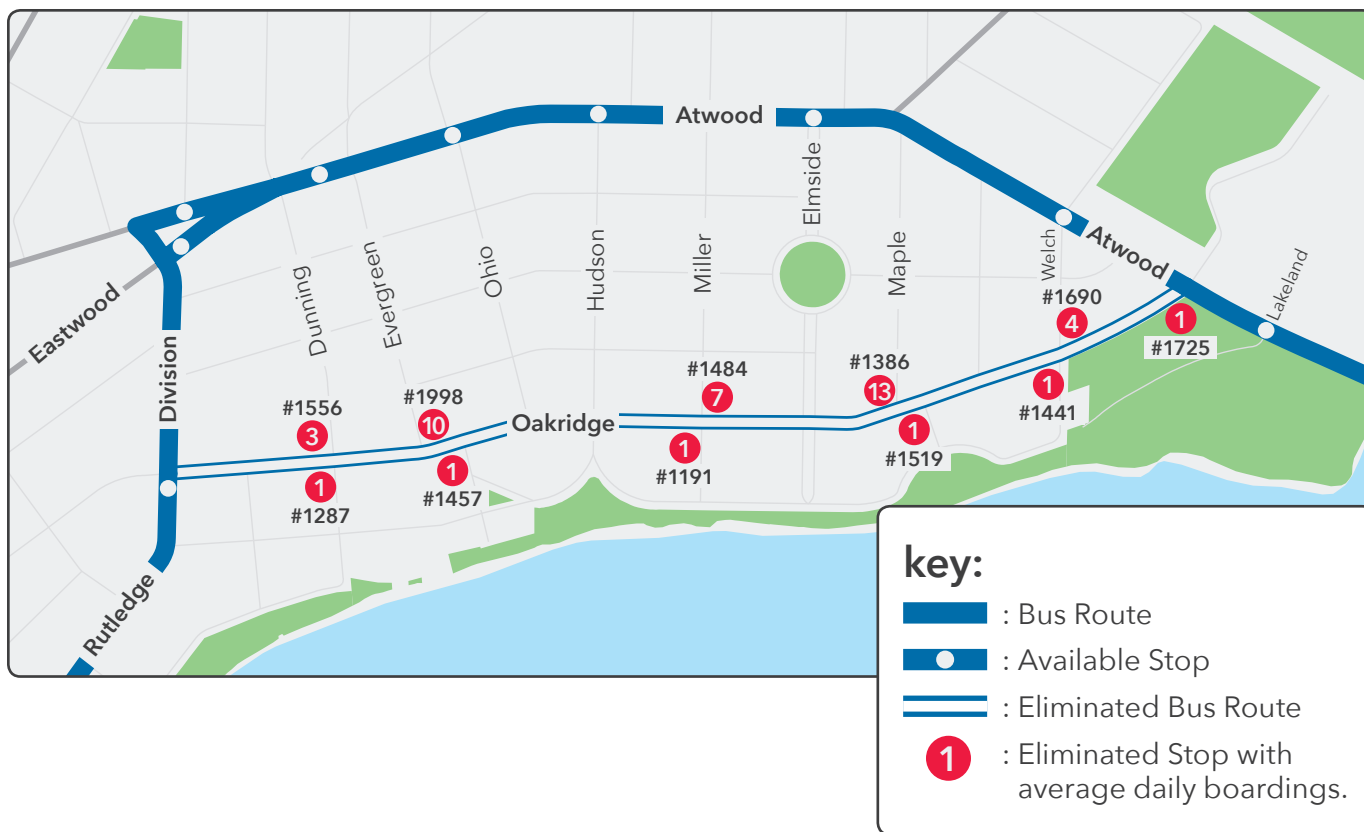 Atwood
Elmside
Atwood
Welch
Lakeland
Eastwood
Division
Dunning
Evergreen
Ohio
Hudson
Miller
Maple
#1690
4
1
#1725
#1556
3
#1998
10
#1484
7
#1386
13
Oakridge
1
#1287
1
#1457
1
#1191
1
#1519
1
#1441
Rutledge
key:
: Bus Route
: Available Stop
: Eliminated Bus Route
1
: Eliminated Stop with
average daily boardings.